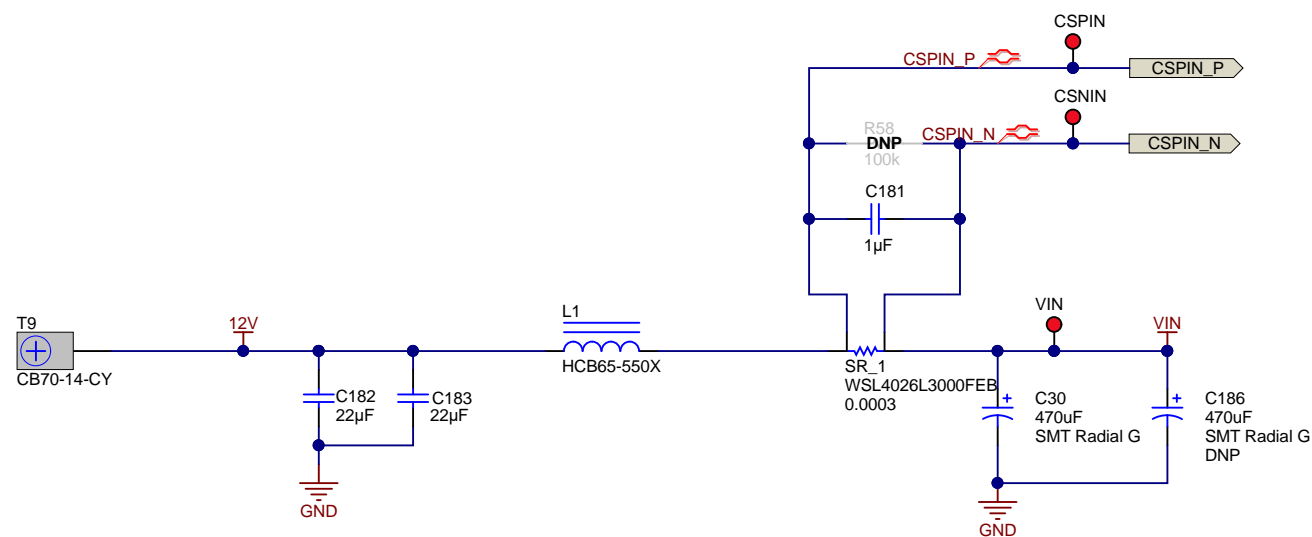 CSPIN
CSPIN_P
CSPIN_P
CSNIN
R58
DNP
100k
CSPIN_N
CSPIN_N
C181
1µF
T9
CB70-14-CY
12V
C182
22µF
C183
22µF
GND
L1
HCB65-550X
SR_1
WSL4026L3000FEB
0.0003
VIN
VIN
C30
470uF
SMT Radial G
C186
470uF
SMT Radial G
DNP
GND